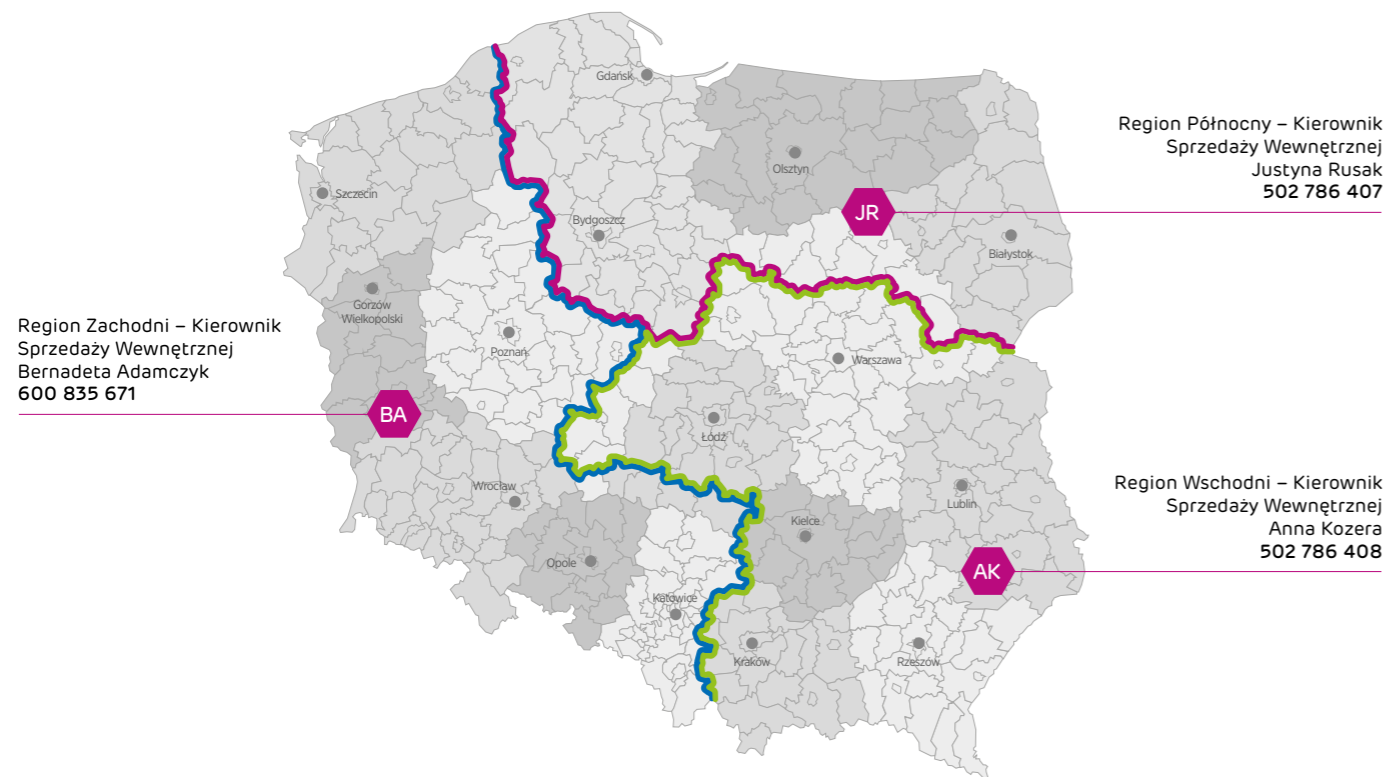 Gdańsk
Region Północny – Kierownik
Sprzedaży Wewnętrznej
Justyna Rusak
502 786 407
Olsztyn
Szczecin
JR
Bydgoszcz
Białystok
Gorzów
Wielkopolski
Region Zachodni – Kierownik
Sprzedaży Wewnętrznej
Bernadeta Adamczyk
600 835 671
Poznań
Warszawa
BA
Łódź
Wrocław
Lublin
Region Wschodni – Kierownik
Sprzedaży Wewnętrznej
Anna Kozera
502 786 408
Kielce
Opole
AK
Katowice
Kraków
Rzeszów